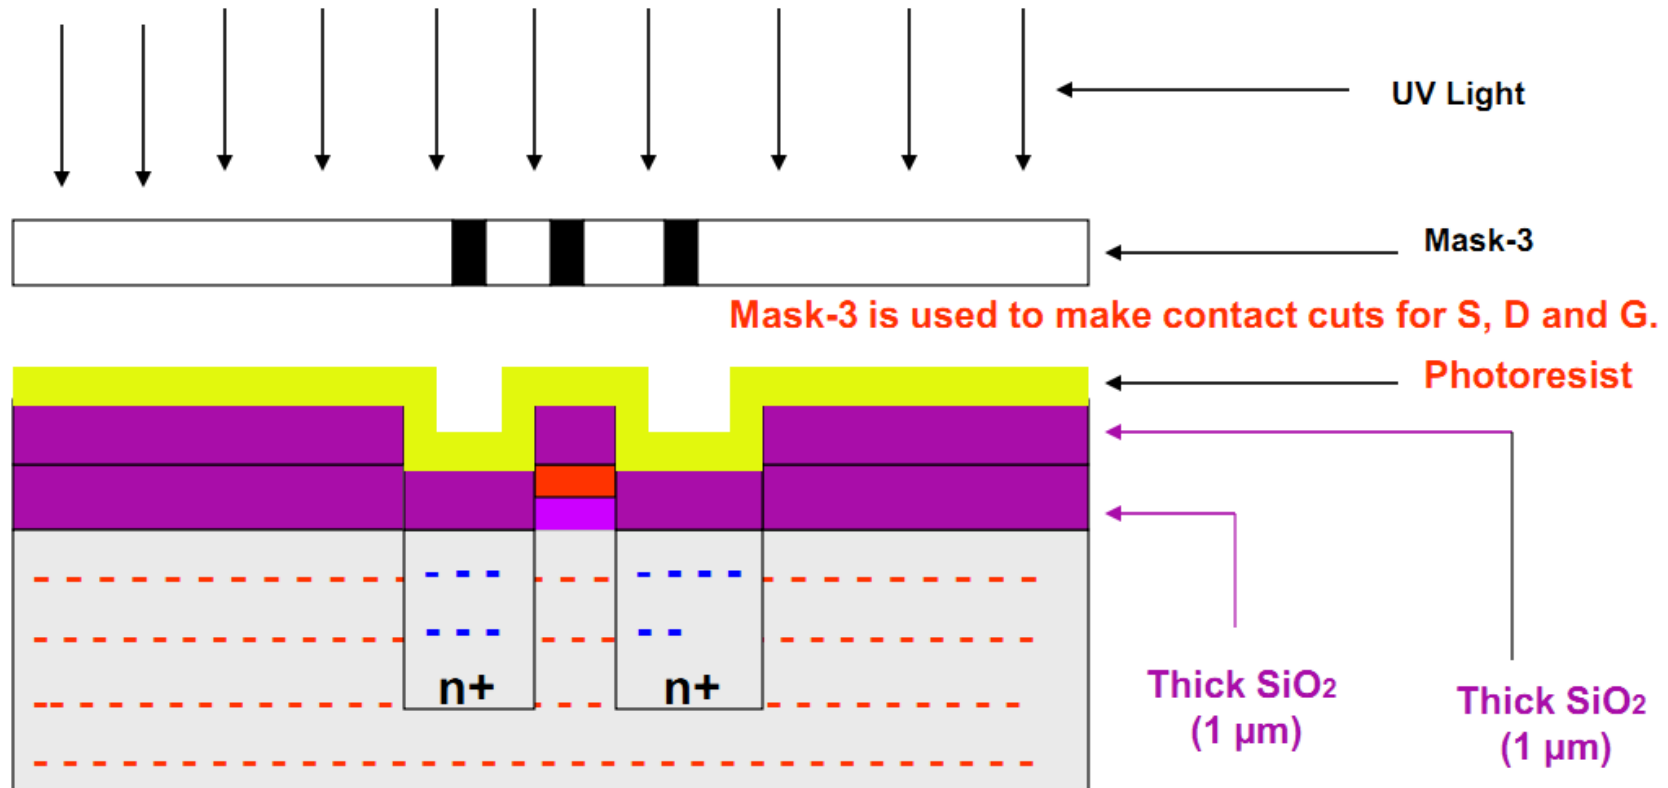 UV Light
Mask-3
Mask-3 is used to make contact cuts for S, D and G.
Photoresist
n+
n+
Thick SiO₂
(1 µm)
Thick SiO₂
(1 µm)